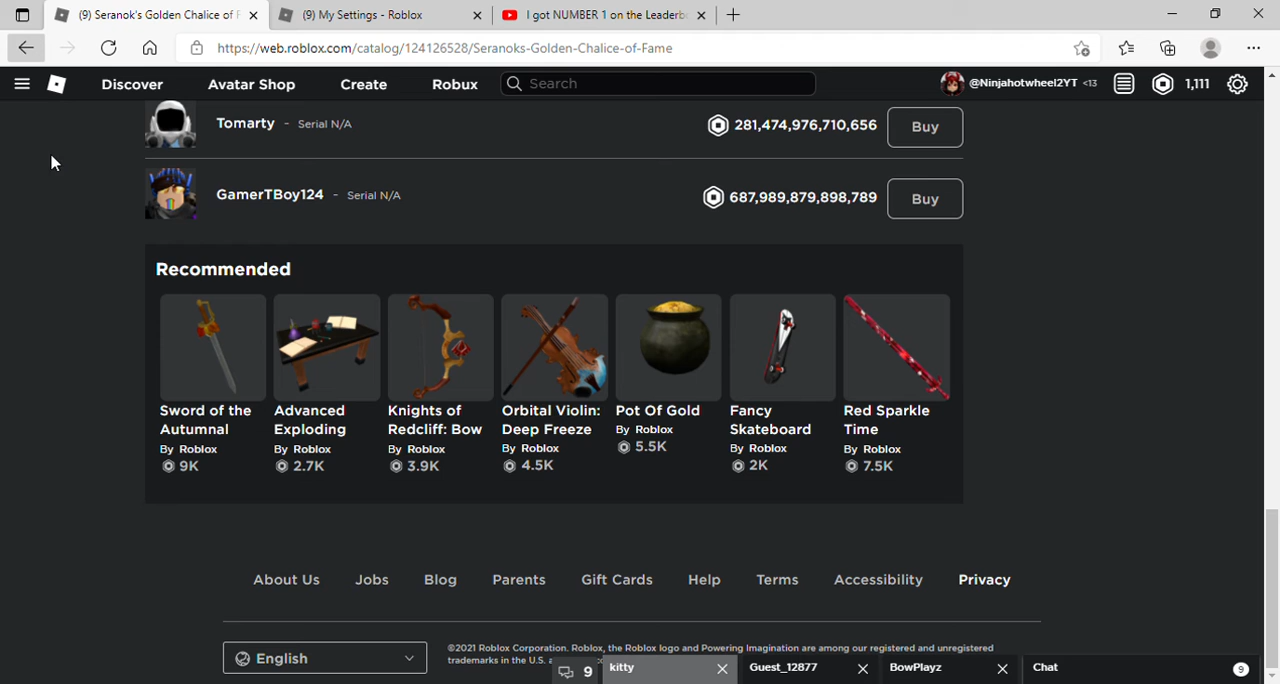 (9) Seranok's Golden Chalice of F
(9) My Settings - Roblox
I got NUMBER 1 on the Leaderb
https://web.roblox.com/catalog/124126528/Seranoks-Golden-Chalice-of-Fame
Discover Avatar Shop Create Robux Search @Ninjahotwheel2YT <13 1,111
Tomarty - Serial N/A 281,474,976,710,656 Buy
GamerTBoy124 - Serial N/A 687,989,879,898,789 Buy
Recommended
Sword of the
Autumnal
By Roblox
9K
Advanced
Exploding
By Roblox
2.7K
Knights of
Redcliff: Bow
By Roblox
3.9K
Orbital Violin:
Deep Freeze
By Roblox
4.5K
Pot Of Gold
By Roblox
5.5K
Fancy
Skateboard
By Roblox
2K
Red Sparkle
Time
By Roblox
7.5K
About Us Jobs Blog Parents Gift Cards Help Terms Accessibility Privacy
English
©2021 Roblox Corporation. Roblox, the Roblox logo and Powering Imagination are among our registered and unregistered
trademarks in the U.S.
9 kitty Guest_12877 BowPlayz Chat 9